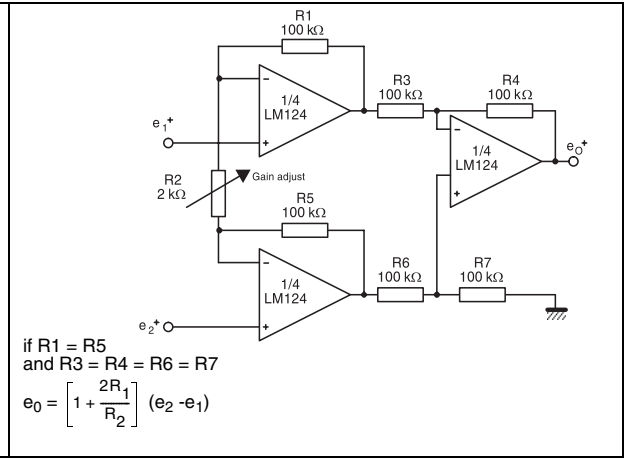 R1
100 kΩ
1/4
LM124
R3
100 kΩ
R4
100 kΩ
e1+
eO+
1/4
LM124
R2
2 kΩ
Gain adjust
R5
100 kΩ
R6
100 kΩ
R7
100 kΩ
1/4
LM124
e2+
if R1 = R5
and R3 = R4 = R6 = R7
e0 = [1 + 2R1/R2] (e2 -e1)